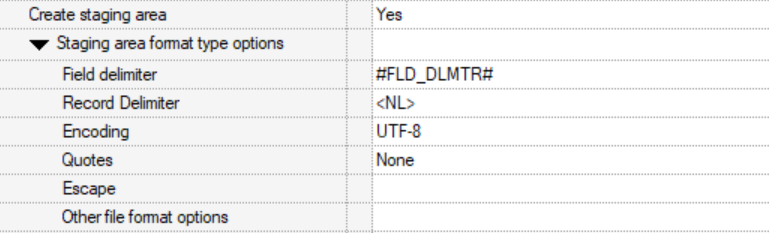 Create staging area Yes
Staging area format type options
Field delimiter #FLD_DLMTR#
Record Delimiter <NL>
Encoding UTF-8
Quotes None
Escape
Other file format options